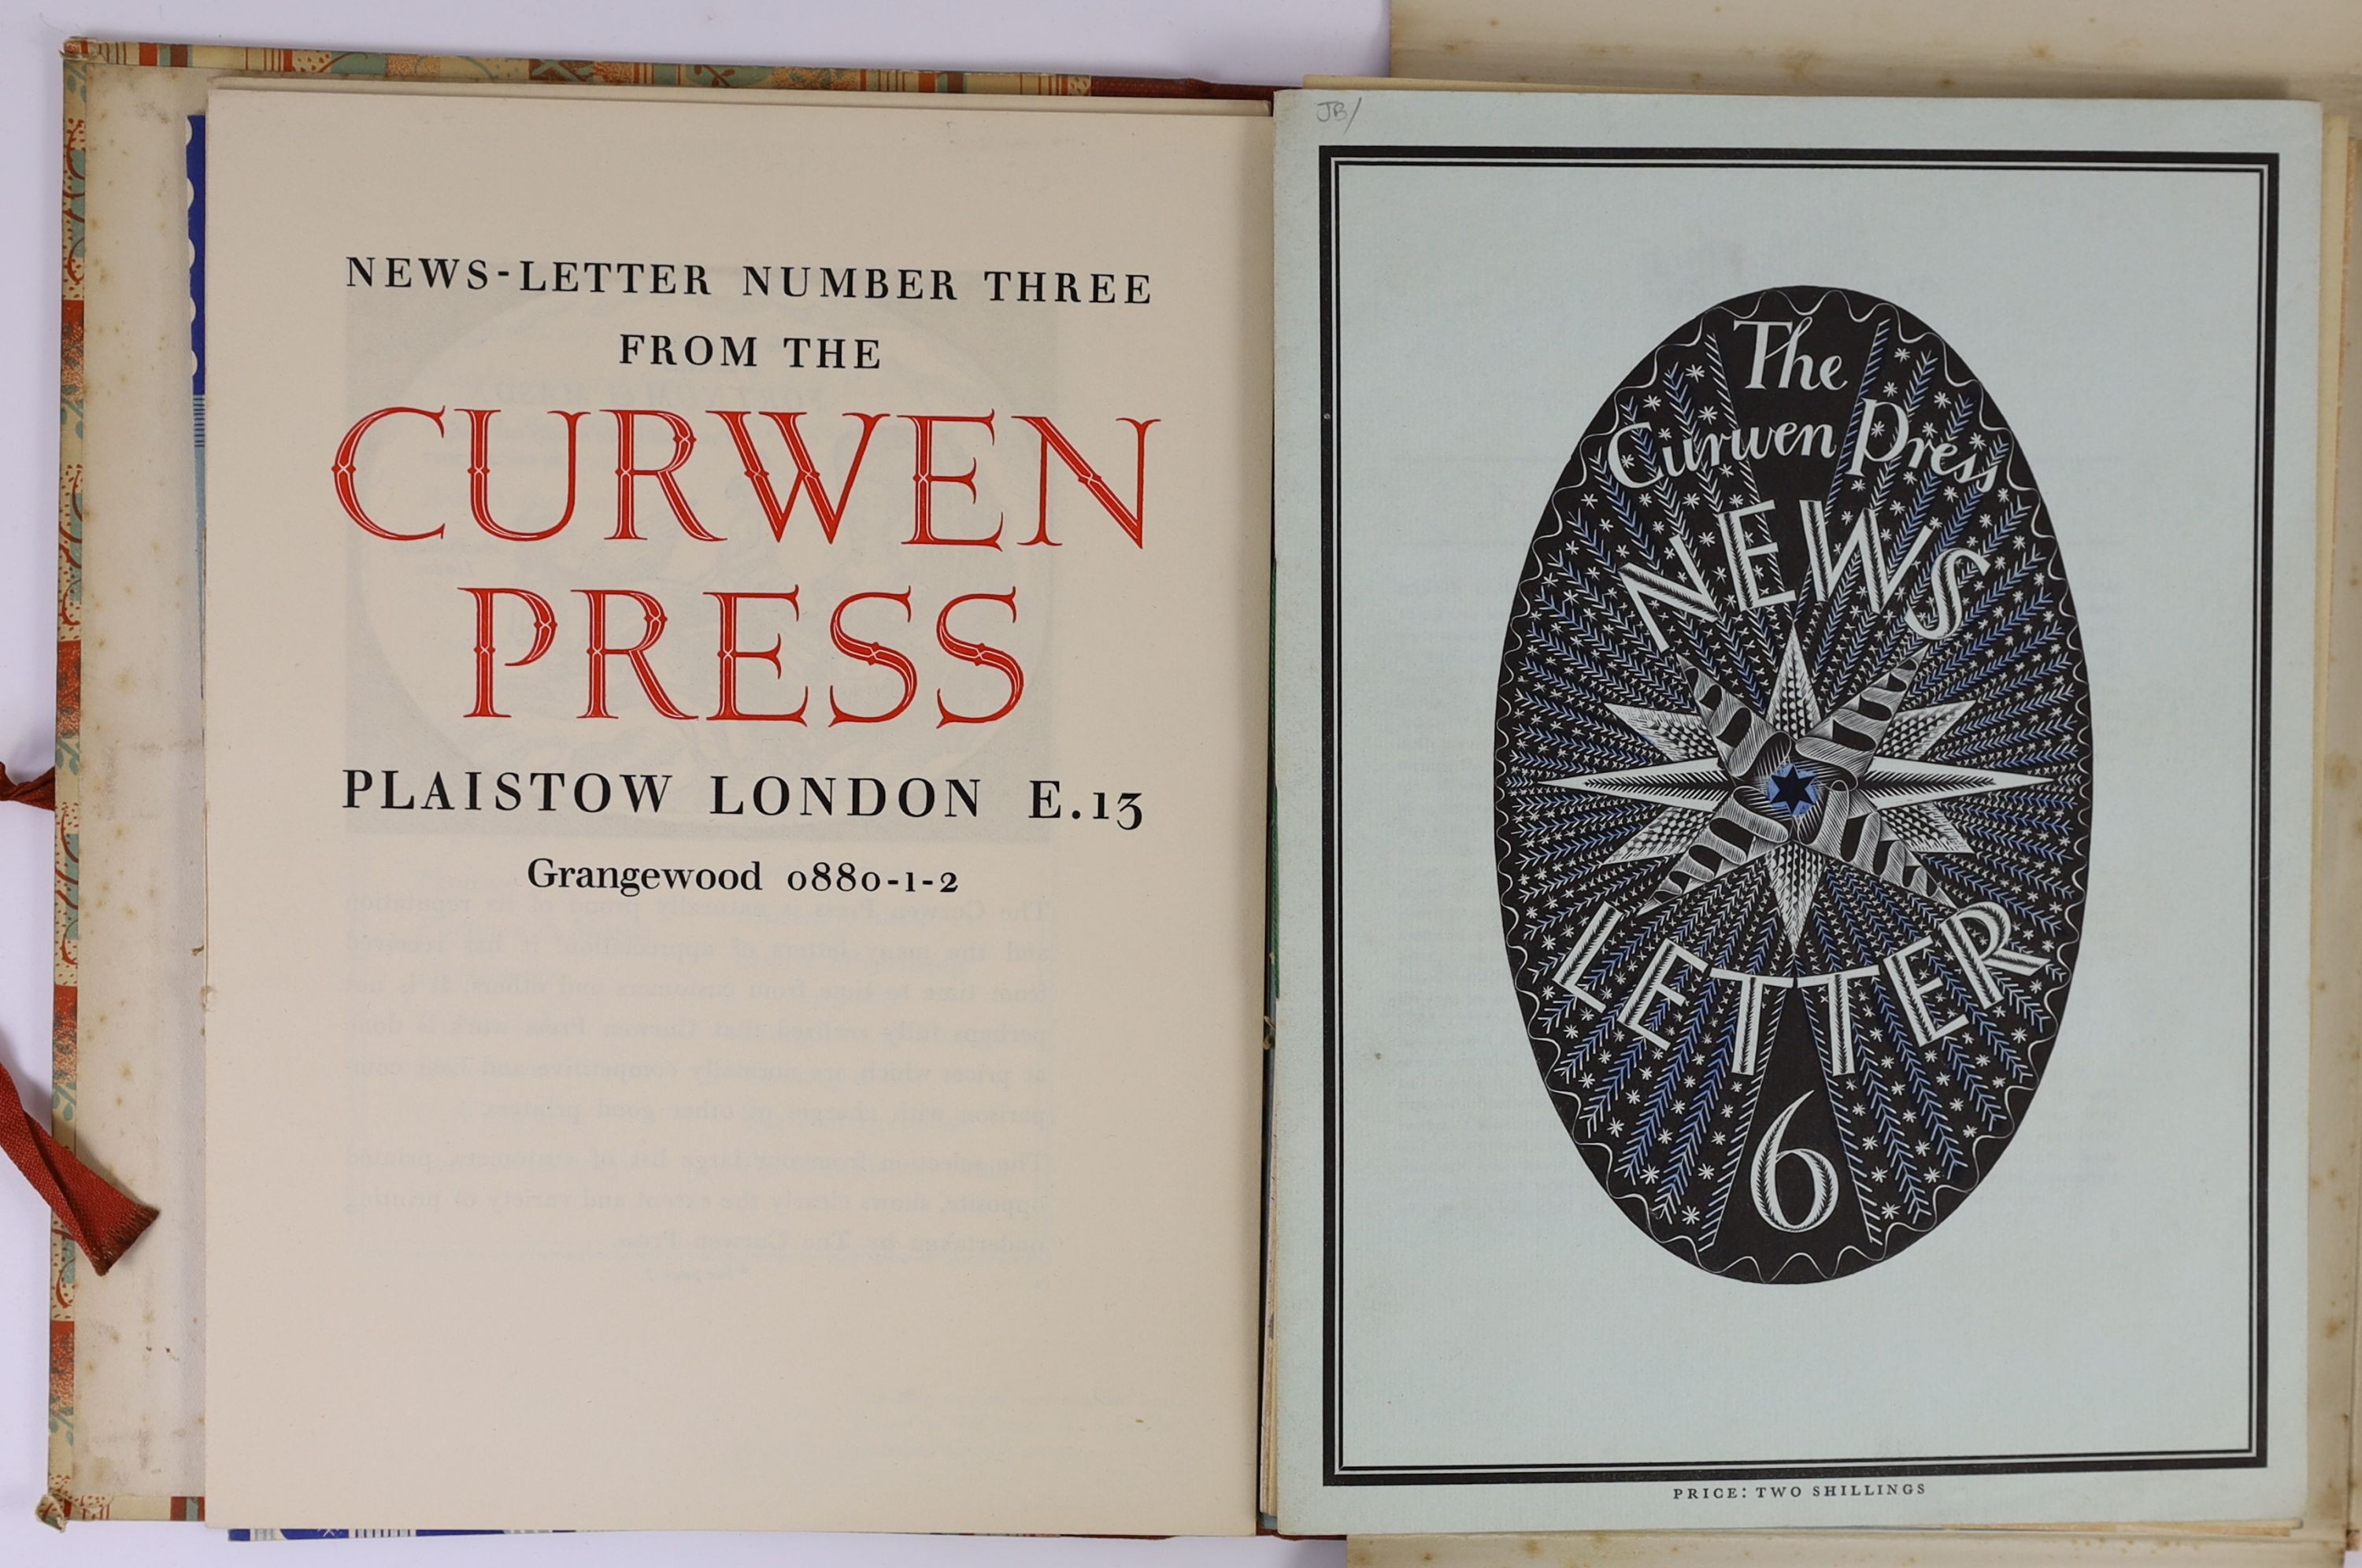 NEWS-LETTER NUMBER THREE
FROM THE
CURWEN
PRESS
PLAISTOW LONDON E.13
Grangewood 0880-1-2
JB/
The
Curwen Press
NEWS
LETTER
6
PRICE: TWO SHILLINGS